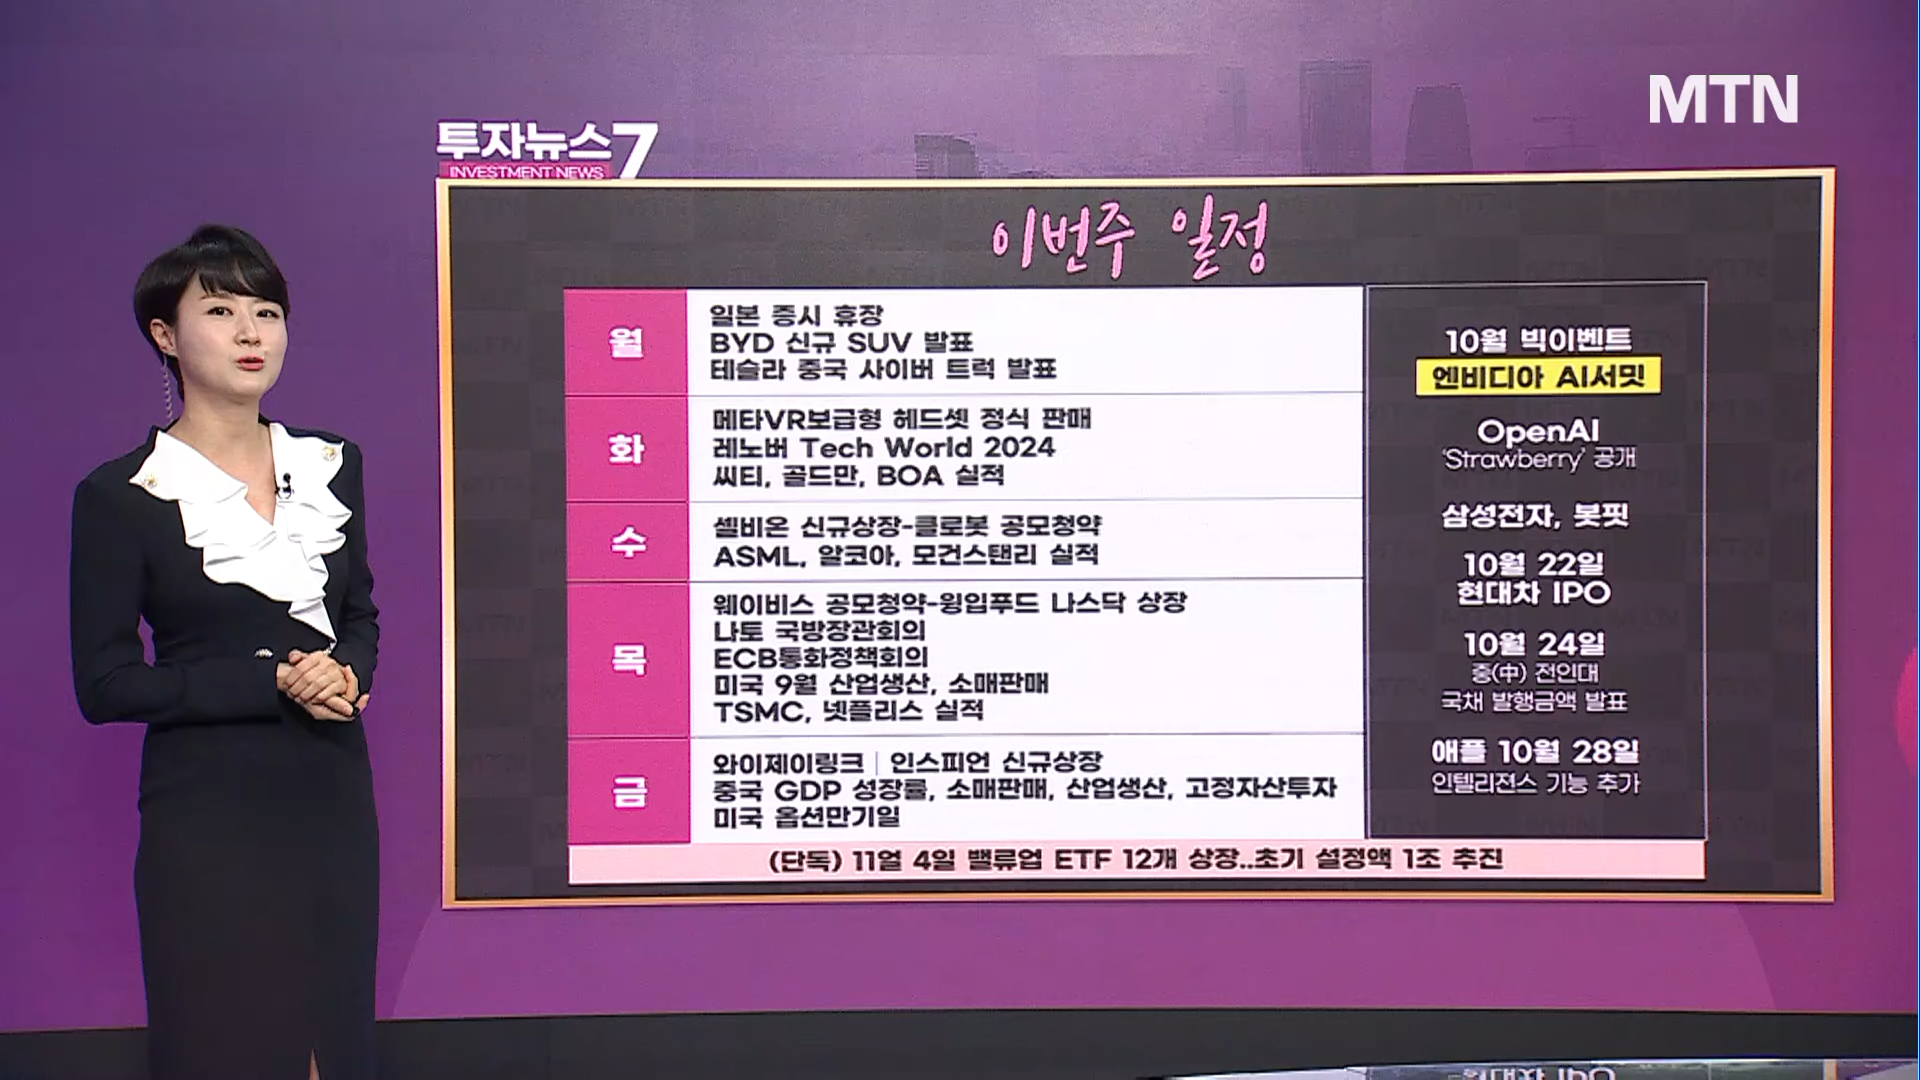 MTN
투자뉴스 7
INVESTMENT NEWS
이번주 일정
월
일본 증시 휴장
BYD 신규 SUV 발표
테슬라 중국 사이버 트럭 발표
화
메타VR보급형 헤드셋 정식 판매
레노버 Tech World 2024
씨티, 골드만, BOA 실적
수
셀비온 신규상장-클로봇 공모청약
ASML, 알코아, 모건스탠리 실적
목
웨이비스 공모청약-윙입푸드 나스닥 상장
나토 국방장관회의
ECB통화정책회의
미국 9월 산업생산, 소매판매
TSMC, 넷플릭스 실적
금
와이제이링크│인스피언 신규상장
중국 GDP 성장률, 소매판매, 산업생산, 고정자산투자
미국 옵션만기일
10월 빅이벤트
엔비디아 AI서밋
OpenAI
'Strawberry' 공개
삼성전자, 봇핏
10월 22일
현대차 IPO
10월 24일
중(中) 전인대
국채 발행금액 발표
애플 10월 28일
인텔리젼스 기능 추가
(단독) 11얼 4일 밸류업 ETF 12개 상장..초기 설정액 1조 추진
현대차 IPO